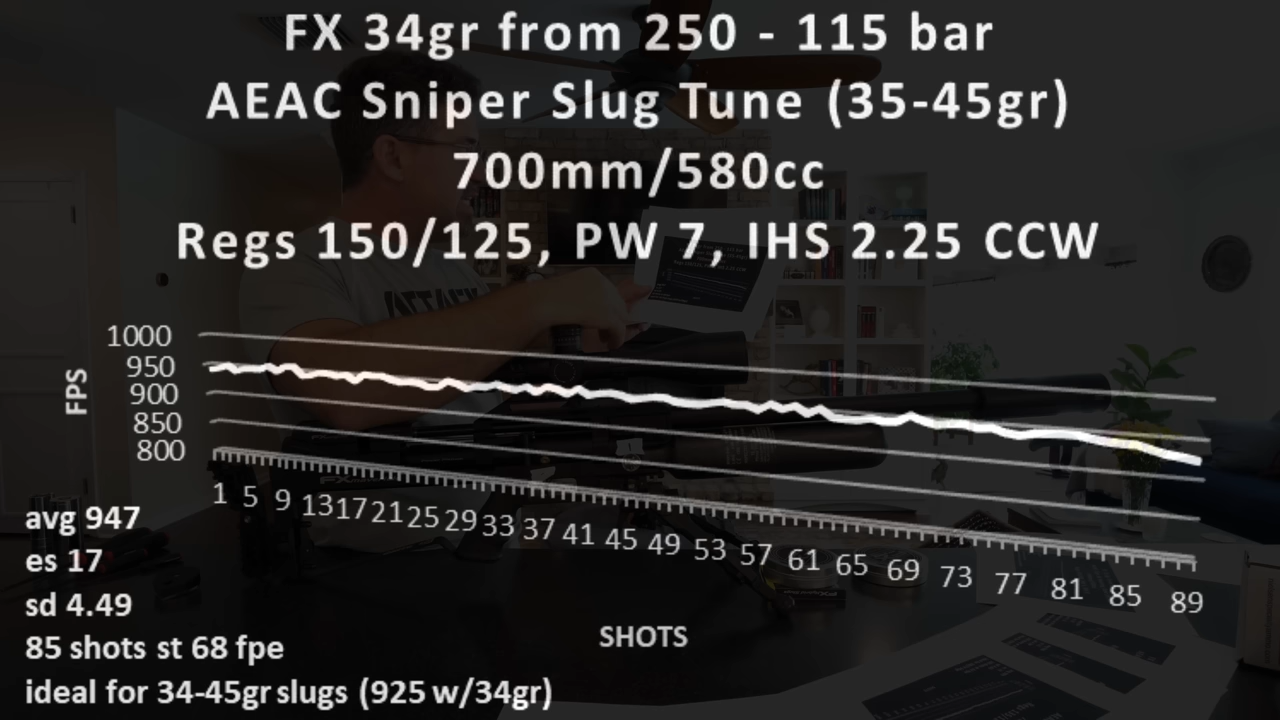 FX 34gr from 250 - 115 bar
AEAC Sniper Slug Tune (35-45gr)
700mm/580cc
Regs 150/125, PW 7, IHS 2.25 CCW
1000
950
900
850
800
FPS
1 5 9 13 17 21 25 29 33 37 41 45 49 53 57 61 65 69 73 77 81 85 89
SHOTS
avg 947
es 17
sd 4.49
85 shots st 68 fpe
ideal for 34-45gr slugs (925 w/34gr)